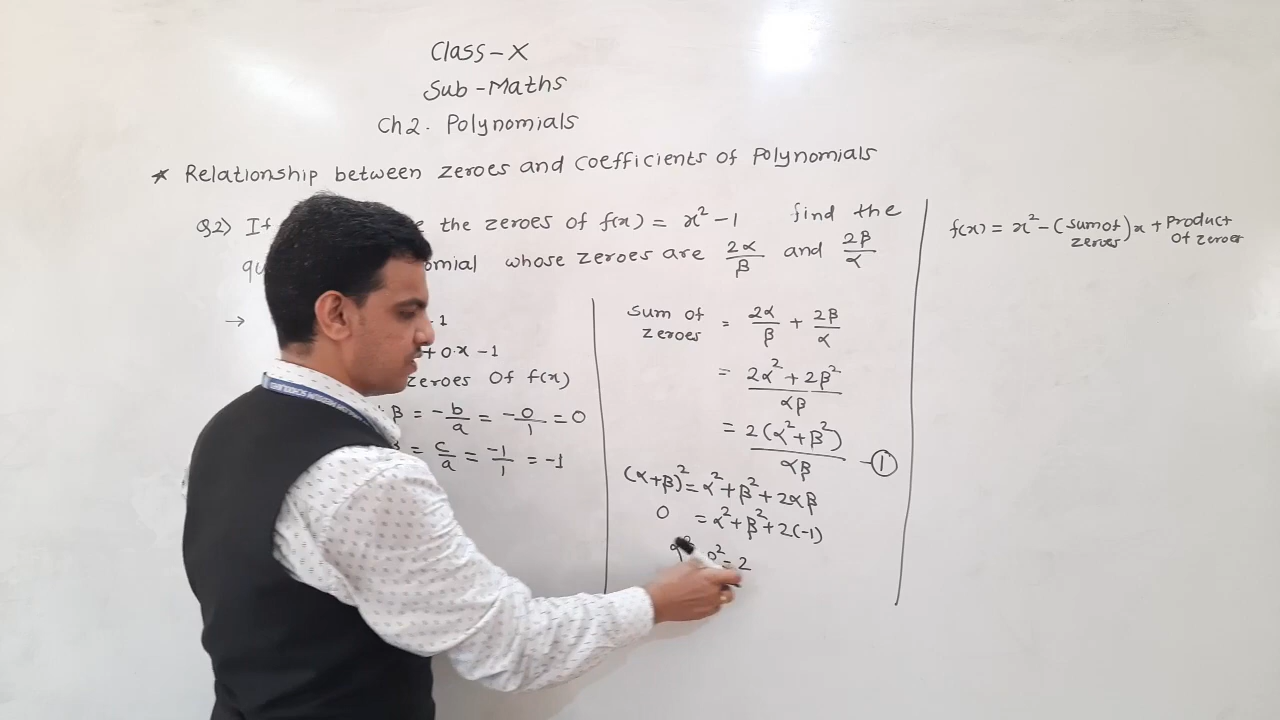 Class-X
Sub-Maths
Ch 2. Polynomials
* Relationship between zeroes and coefficients of polynomials
Q2) If the zeroes of f(x) = x² - 1 find the
whose zeroes are 2α/β and 2β/α
→ - 1
+ 0·x - 1
zeroes of f(x)
β = -b/a = -0/1 = 0
= c/a = -1/1 = -1
sum of zeroes = 2α/β + 2β/α
= 2α² + 2β²/αβ
= 2(α² + β²)/αβ - ①
(α+β)² = α² + β² + 2αβ
0 = α² + β² + 2(-1)
= 2
f(x) = x² - (sum of zeroes)x + Product of zeroes